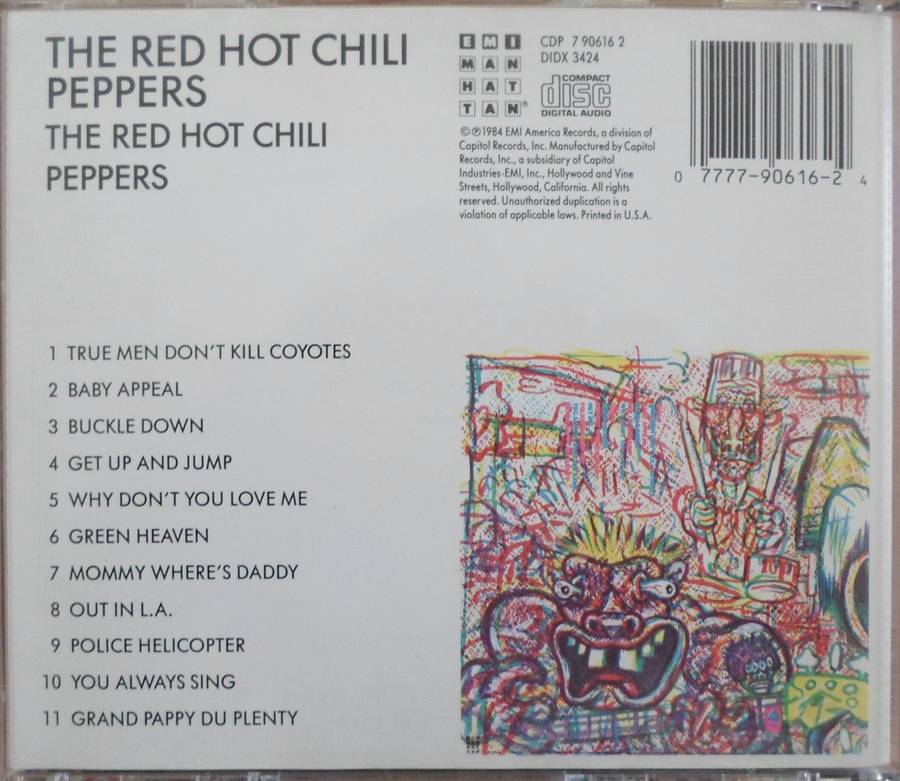 THE RED HOT CHILI
PEPPERS
THE RED HOT CHILI
PEPPERS
EMI
MAN
HAT
TAN®
CDP 7 90616 2
DIDX 3424
COMPACT
disc
DIGITAL AUDIO
©℗1984 EMI America Records, a division of
Capitol Records, Inc. Manufactured by Capitol
Records, Inc., a subsidiary of Capitol
Industries-EMI, Inc., Hollywood and Vine
Streets, Hollywood, California. All rights
reserved. Unauthorized duplication is a
violation of applicable laws. Printed in U.S.A.
0 7777-90616-2 4
1 TRUE MEN DON'T KILL COYOTES
2 BABY APPEAL
3 BUCKLE DOWN
4 GET UP AND JUMP
5 WHY DON'T YOU LOVE ME
6 GREEN HEAVEN
7 MOMMY WHERE'S DADDY
8 OUT IN L.A.
9 POLICE HELICOPTER
10 YOU ALWAYS SING
11 GRAND PAPPY DU PLENTY